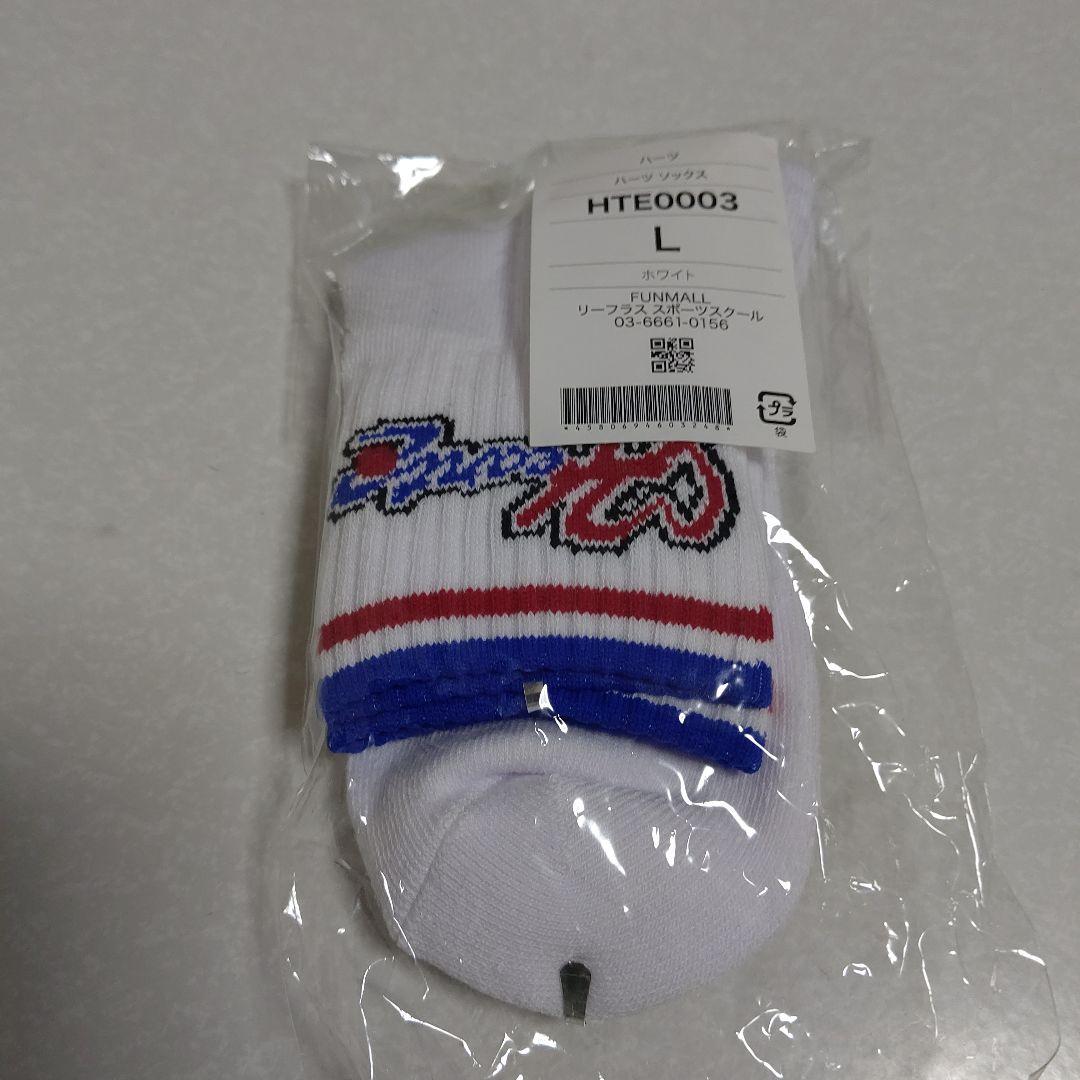 ハーツ
ハーツ ソックス
HTE0003
L
ホワイト
FUNMALL
リーフラス スポーツスクール
03-6661-0156
*4580694603248*
プラ
袋